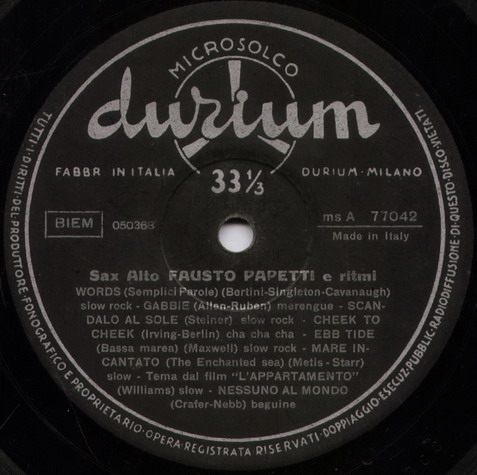 MICROSOLCO
durium
FABBR IN ITALIA
33 1/3
DURIUM-MILANO
BIEM
050368
ms A 77042
Made in Italy
Sax Alto FAUSTO PAPETTI e ritmi
WORDS (Semplici Parole) (Bertini-Singleton-Cavanaugh)
slow rock - GABBIE (Allen-Ruben) merengue - SCAN-
DALO AL SOLE (Steiner) slow rock - CHEEK TO
CHEEK (Irving-Berlin) cha cha cha - EBB TIDE
(Bassa marea) (Maxwell) slow rock - MARE IN-
CANTATO (The Enchanted sea) (Metis - Starr)
slow - Tema dal film "L'APPARTAMENTO"
(Williams) slow - NESSUNO AL MONDO
(Crafer-Nebb) beguine
TUTTI·I·DIRITTI·DEL·PRODUTTORE·FONOGRAFICO E PROPRIETARIO·OPERA·REGISTRATA RISERVATI·DOPPIAGGIO·ESECUZ·PUBBLIC·RADIODIFFUSIONE·DI·QUESTO·DISCO·VIETATI